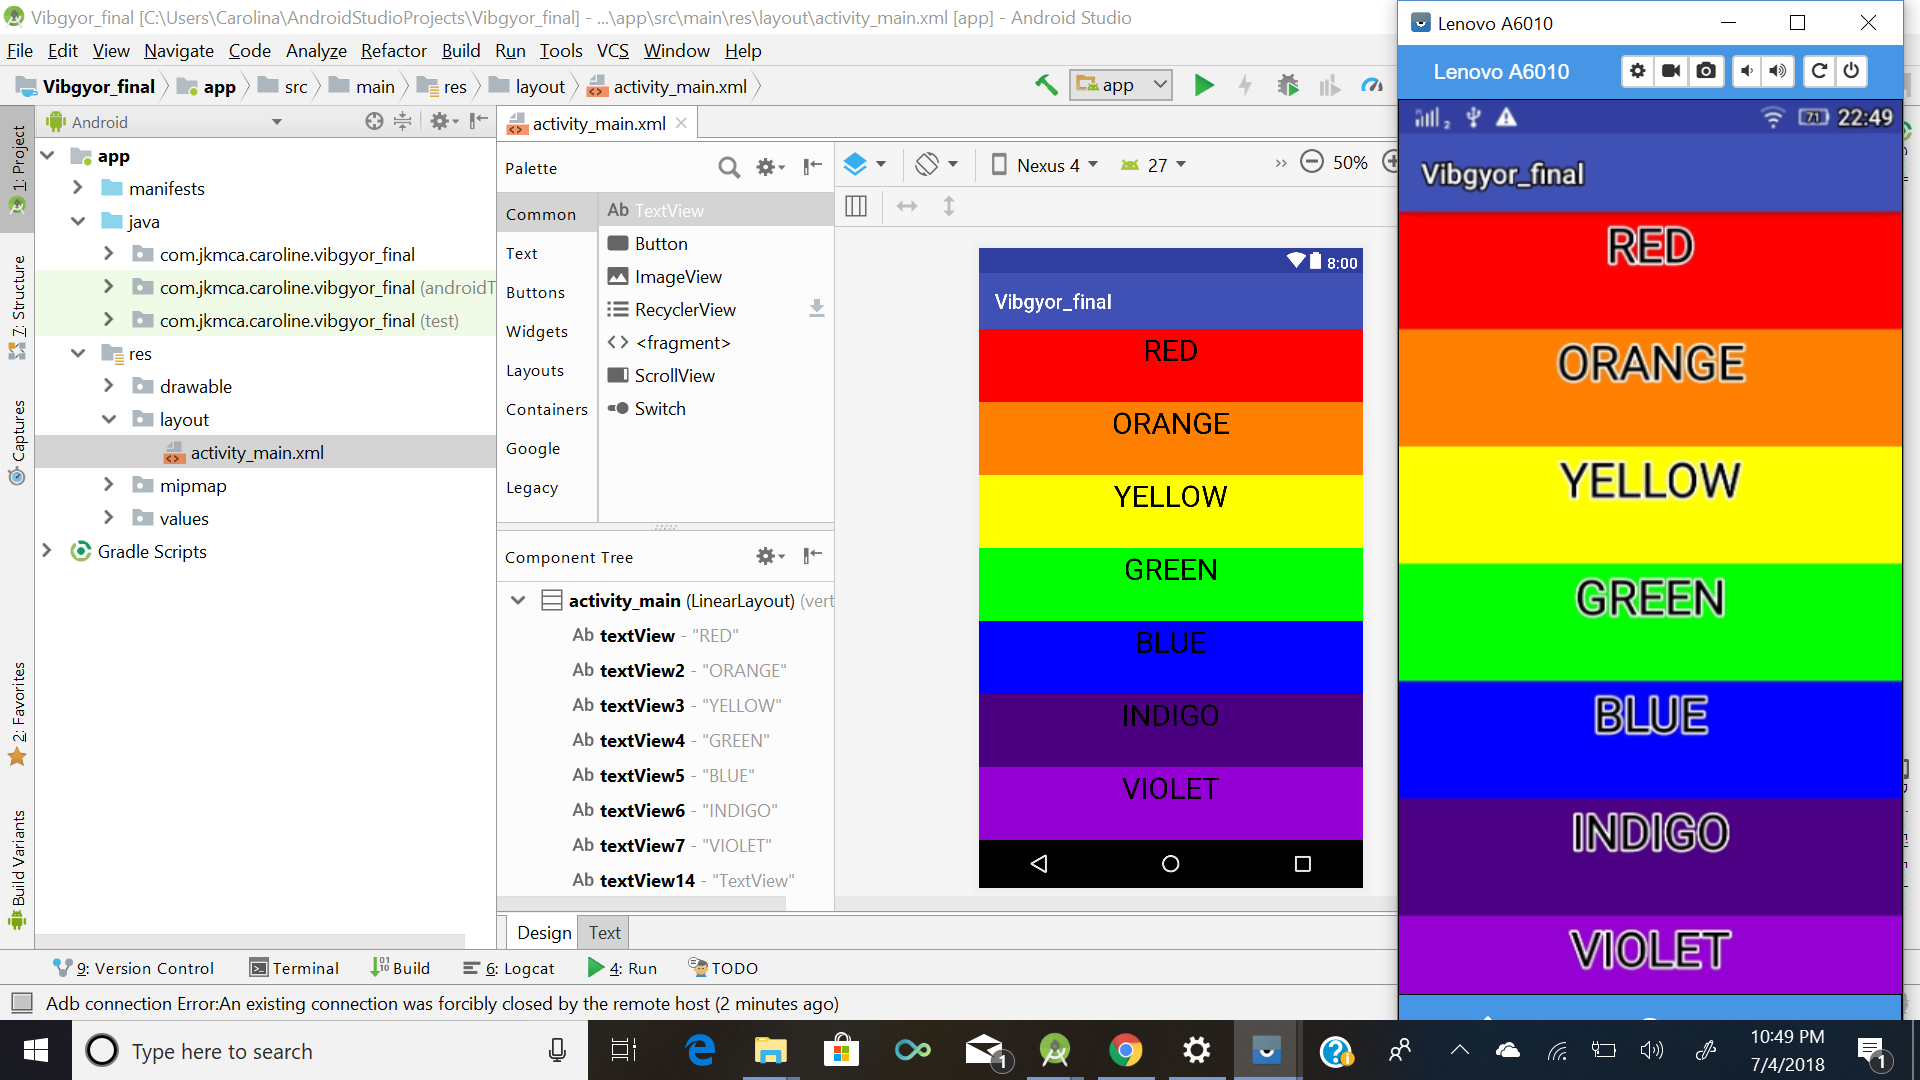 Vibgyor_final [C:\Users\Carolina\AndroidStudioProjects\Vibgyor_final] - ...\app\src\main\res\layout\activity_main.xml [app] - Android Studio
File Edit View Navigate Code Analyze Refactor Build Run Tools VCS Window Help
Vibgyor_final app src main res layout activity_main.xml app
Android
activity_main.xml
1: Project
7: Structure
Captures
2: Favorites
Build Variants
app
manifests
java
com.jkmca.caroline.vibgyor_final
com.jkmca.caroline.vibgyor_final (androidT
com.jkmca.caroline.vibgyor_final (test)
res
drawable
layout
activity_main.xml
mipmap
values
Gradle Scripts
Palette
Common
Text
Buttons
Widgets
Layouts
Containers
Google
Legacy
Ab TextView
Button
ImageView
RecyclerView
<fragment>
ScrollView
Switch
Component Tree
activity_main (LinearLayout) (vert
Ab textView - "RED"
Ab textView2 - "ORANGE"
Ab textView3 - "YELLOW"
Ab textView4 - "GREEN"
Ab textView5 - "BLUE"
Ab textView6 - "INDIGO"
Ab textView7 - "VIOLET"
Ab textView14 - "TextView"
Design Text
Nexus 4 27 >> 50%
8:00
Vibgyor_final
RED
ORANGE
YELLOW
GREEN
BLUE
INDIGO
VIOLET
Lenovo A6010
Lenovo A6010
2 71 22:49
Vibgyor_final
RED
ORANGE
YELLOW
GREEN
BLUE
INDIGO
VIOLET
9: Version Control Terminal Build 6: Logcat 4: Run TODO
Adb connection Error:An existing connection was forcibly closed by the remote host (2 minutes ago)
Type here to search
1
10:49 PM
7/4/2018
1